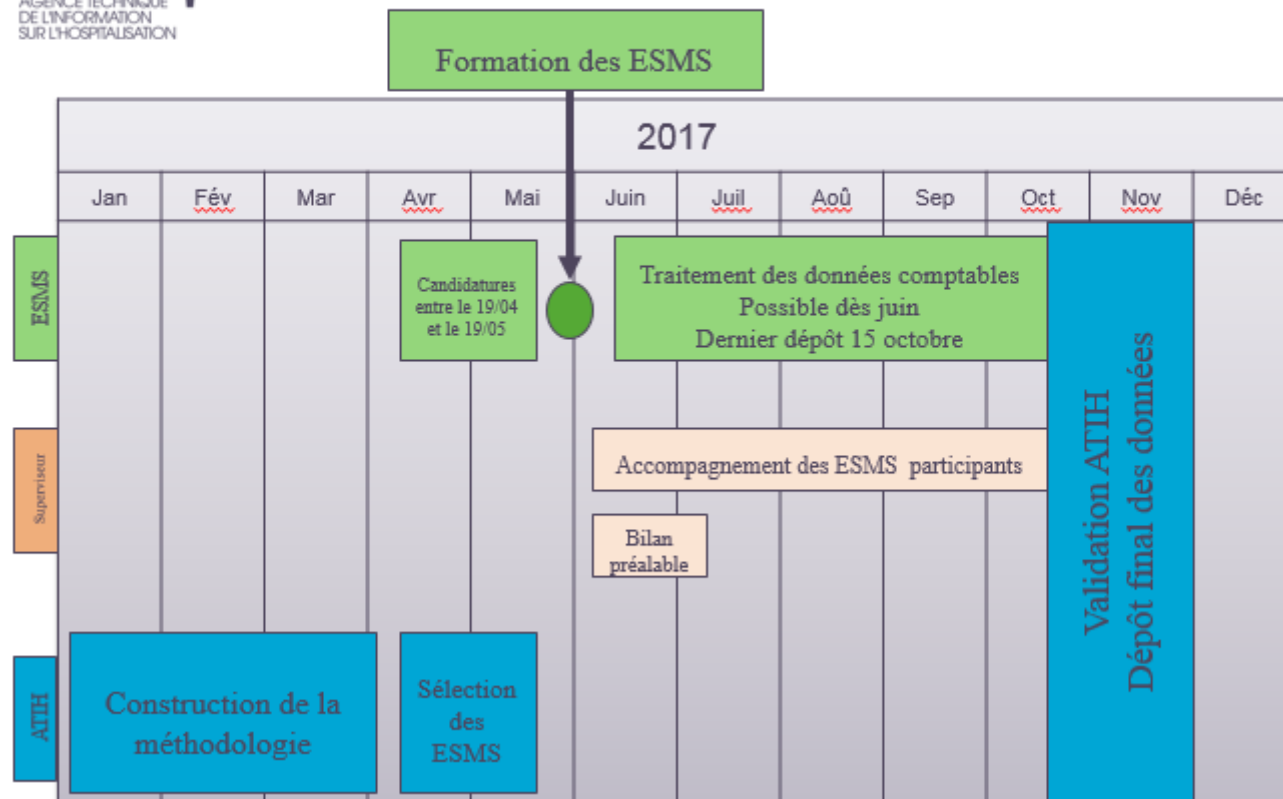 AGENCE TECHNIQUE
DE L'INFORMATION
SUR L'HOSPITALISATION
Formation des ESMS
2017
Jan Fév Mar Avr Mai Juin Juil Aoû Sep Oct Nov Déc
ESMS
Candidatures
entre le 19/04
et le 19/05
Traitement des données comptables
Possible dès juin
Dernier dépôt 15 octobre
Superviseur
Accompagnement des ESMS participants
Bilan
préalable
Validation ATIH
Dépôt final des données
ATIH
Construction de la
méthodologie
Sélection
des
ESMS